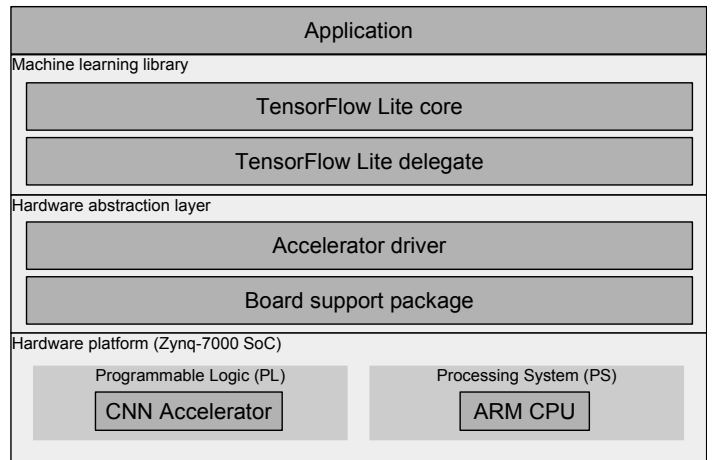 Application
Machine learning library
TensorFlow Lite core
TensorFlow Lite delegate
Hardware abstraction layer
Accelerator driver
Board support package
Hardware platform (Zynq-7000 SoC)
Programmable Logic (PL)
Processing System (PS)
CNN Accelerator
ARM CPU